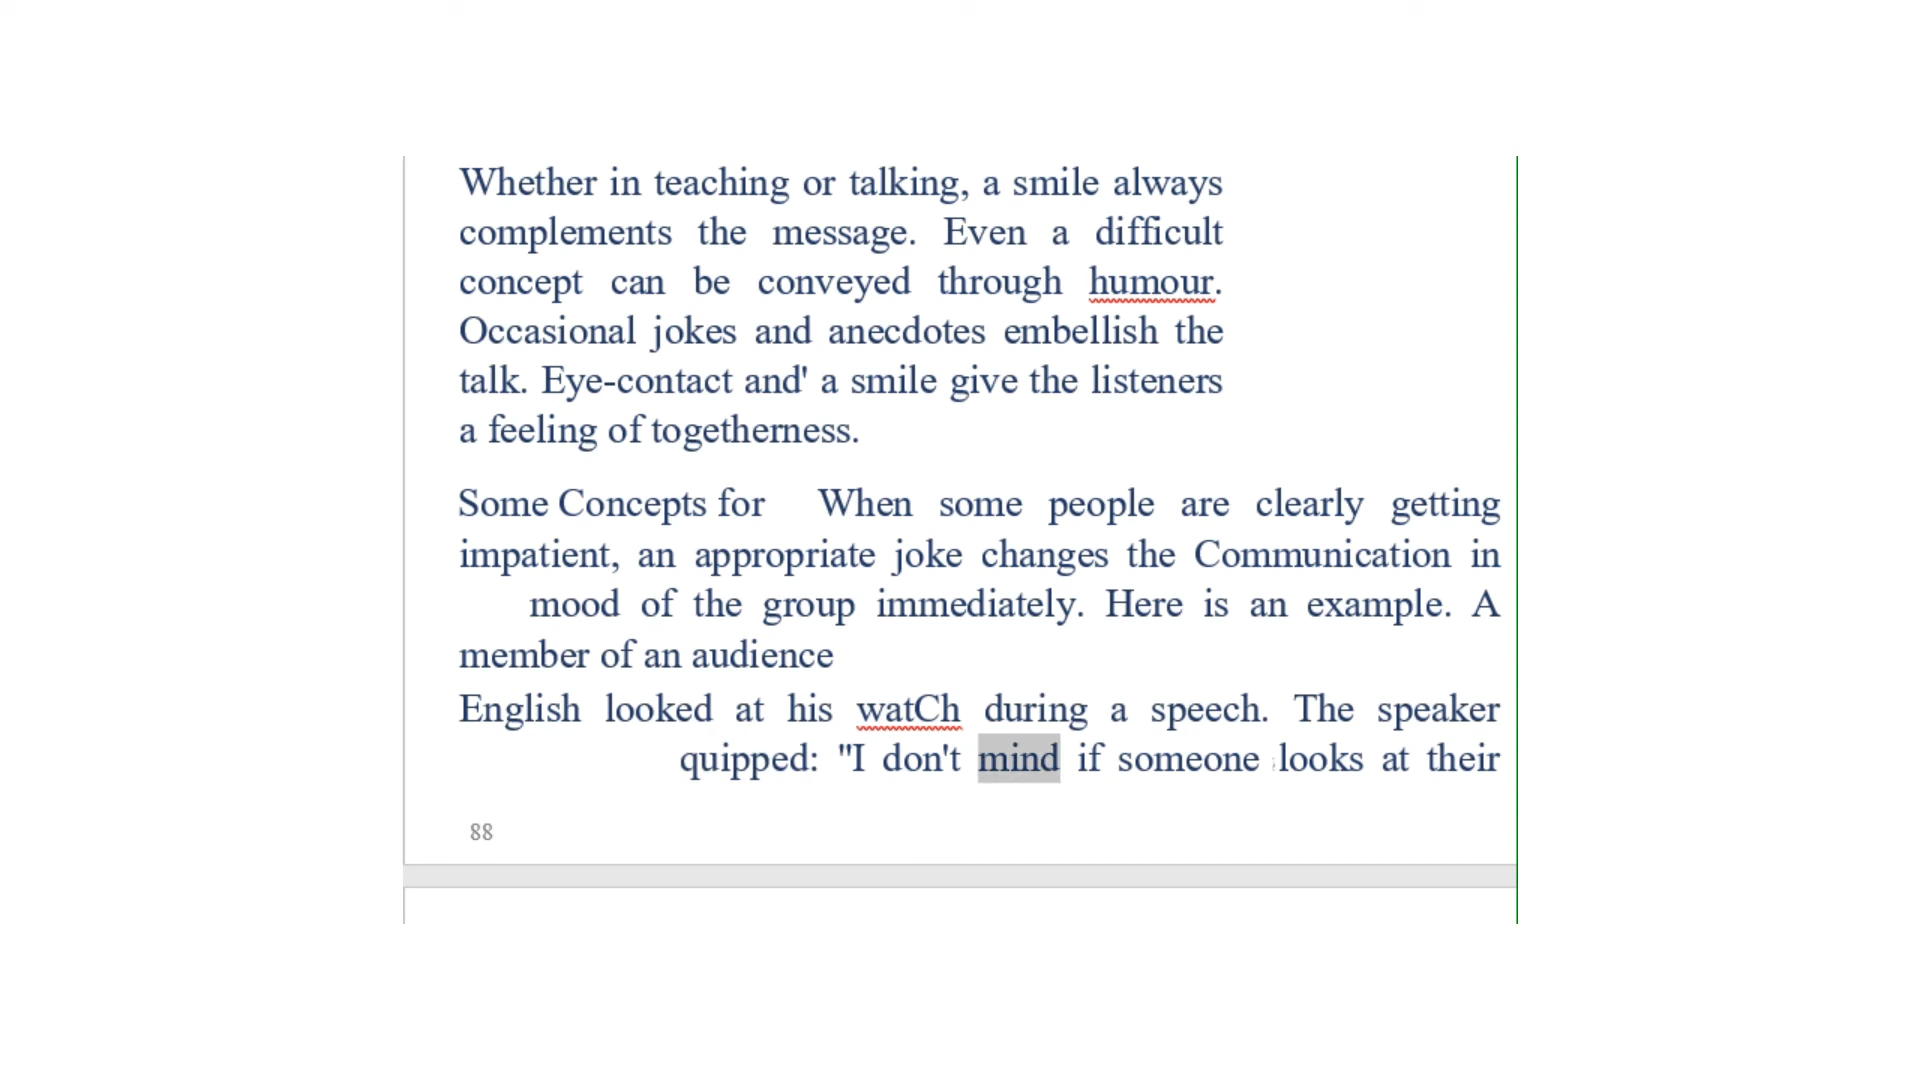 Whether in teaching or talking, a smile always
complements the message. Even a difficult
concept can be conveyed through humour.
Occasional jokes and anecdotes embellish the
talk. Eye-contact and' a smile give the listeners
a feeling of togetherness.
Some Concepts for When some people are clearly getting
impatient, an appropriate joke changes the Communication in
mood of the group immediately. Here is an example. A
member of an audience
English looked at his watCh during a speech. The speaker
quipped: "I don't mind if someone looks at their
88